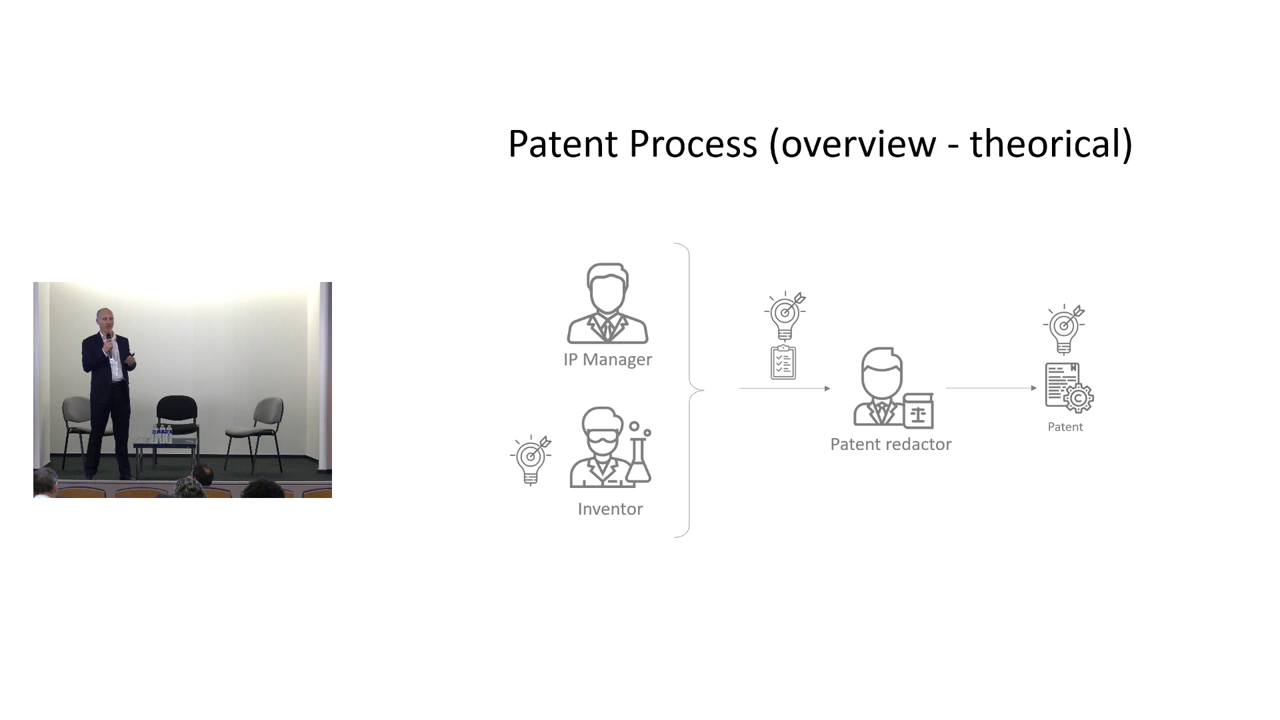 Patent Process (overview - theorical)
IP Manager
Inventor
Patent redactor
Patent